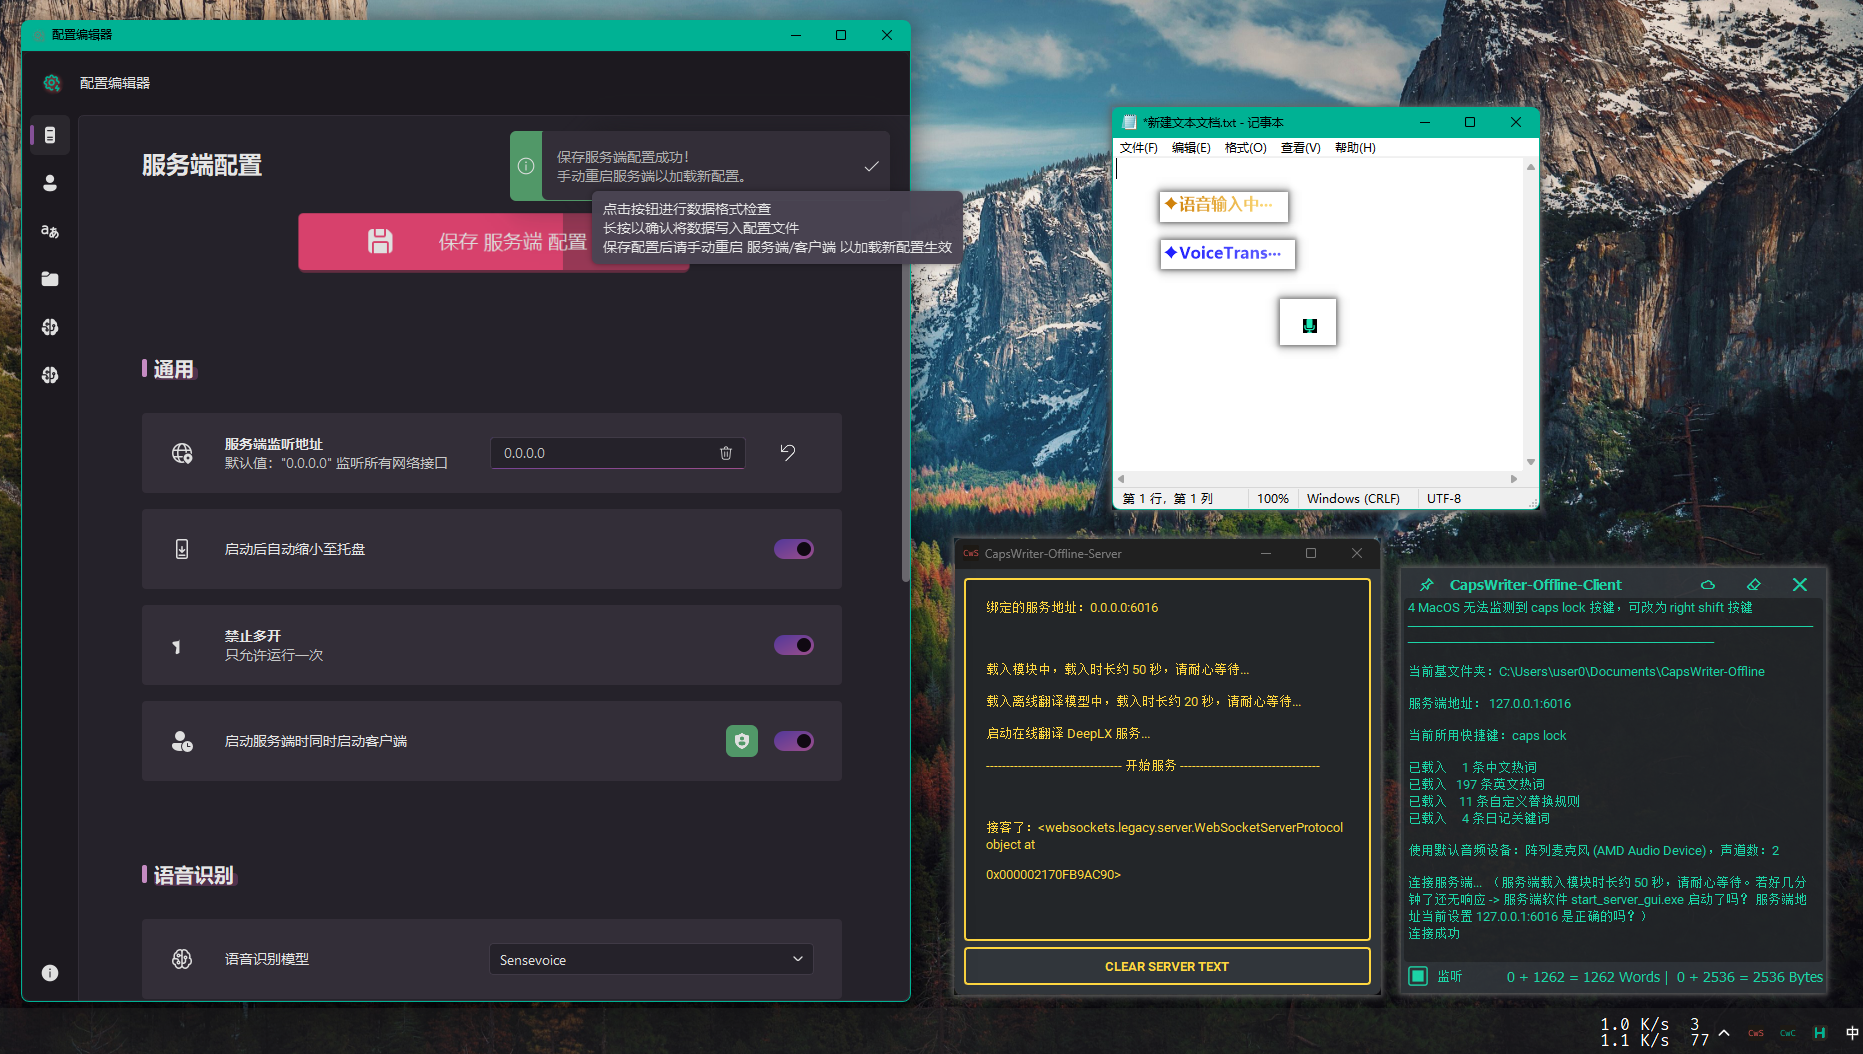 配置编辑器
配置编辑器
服务端配置
保存服务端配置成功！
手动重启服务端以加载新配置。
保存 服务端 配置
点击按钮进行数据格式检查
长按以确认将数据写入配置文件
保存配置后请手动重启 服务端/客户端 以加载新配置生效
通用
服务端监听地址
默认值："0.0.0.0" 监听所有网络接口
0.0.0.0
启动后自动缩小至托盘
禁止多开
只允许运行一次
启动服务端时同时启动客户端
语音识别
语音识别模型
Sensevoice
*新建文本文档.txt - 记事本
文件(F) 编辑(E) 格式(O) 查看(V) 帮助(H)
✦语音输入中···
✦VoiceTrans···
第 1 行，第 1 列 100% Windows (CRLF) UTF-8
CwS CapsWriter-Offline-Server
绑定的服务地址：0.0.0.0:6016
载入模块中，载入时长约 50 秒，请耐心等待...
载入离线翻译模型中，载入时长约 20 秒，请耐心等待...
启动在线翻译 DeepLX 服务...
---------------------------------- 开始服务 -----------------------------------
接客了：<websockets.legacy.server.WebSocketServerProtocol
object at
0x000002170FB9AC90>
CLEAR SERVER TEXT
CapsWriter-Offline-Client
4 MacOS 无法监测到 caps lock 按键，可改为 right shift 按键
当前基文件夹：C:\Users\user0\Documents\CapsWriter-Offline
服务端地址： 127.0.0.1:6016
当前所用快捷键：caps lock
已载入 1 条中文热词
已载入 197 条英文热词
已载入 11 条自定义替换规则
已载入 4 条日记关键词
使用默认音频设备：阵列麦克风 (AMD Audio Device)，声道数：2
连接服务端... （服务端载入模块时长约 50 秒，请耐心等待。若好几分
钟了还无响应 -> 服务端软件 start_server_gui.exe 启动了吗？ 服务端地
址当前设置 127.0.0.1:6016 是正确的吗？）
连接成功
监听 0 + 1262 = 1262 Words | 0 + 2536 = 2536 Bytes
1.0 K/s 3
1.1 K/s 77
CwS CwC H 中